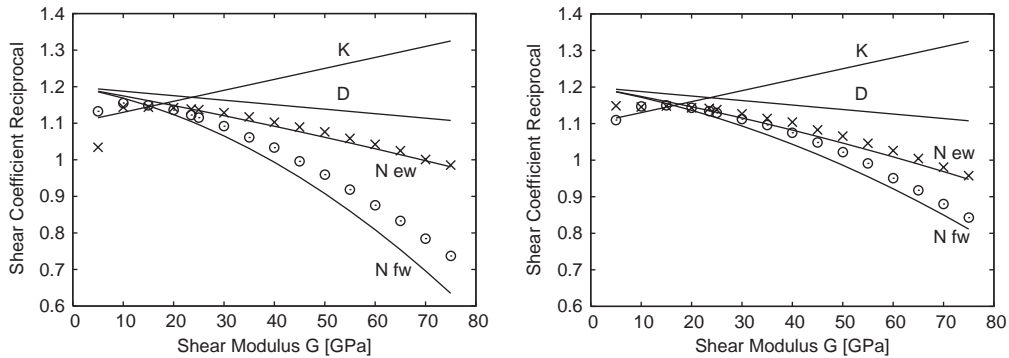 Shear Coefficient Reciprocal
1.4
1.3
1.2
1.1
1
0.9
0.8
0.7
0.6
K
D
N ew
N fw
0 10 20 30 40 50 60 70 80
Shear Modulus G [GPa]
Shear Coefficient Reciprocal
1.4
1.3
1.2
1.1
1
0.9
0.8
0.7
0.6
K
D
N ew
N fw
0 10 20 30 40 50 60 70 80
Shear Modulus G [GPa]